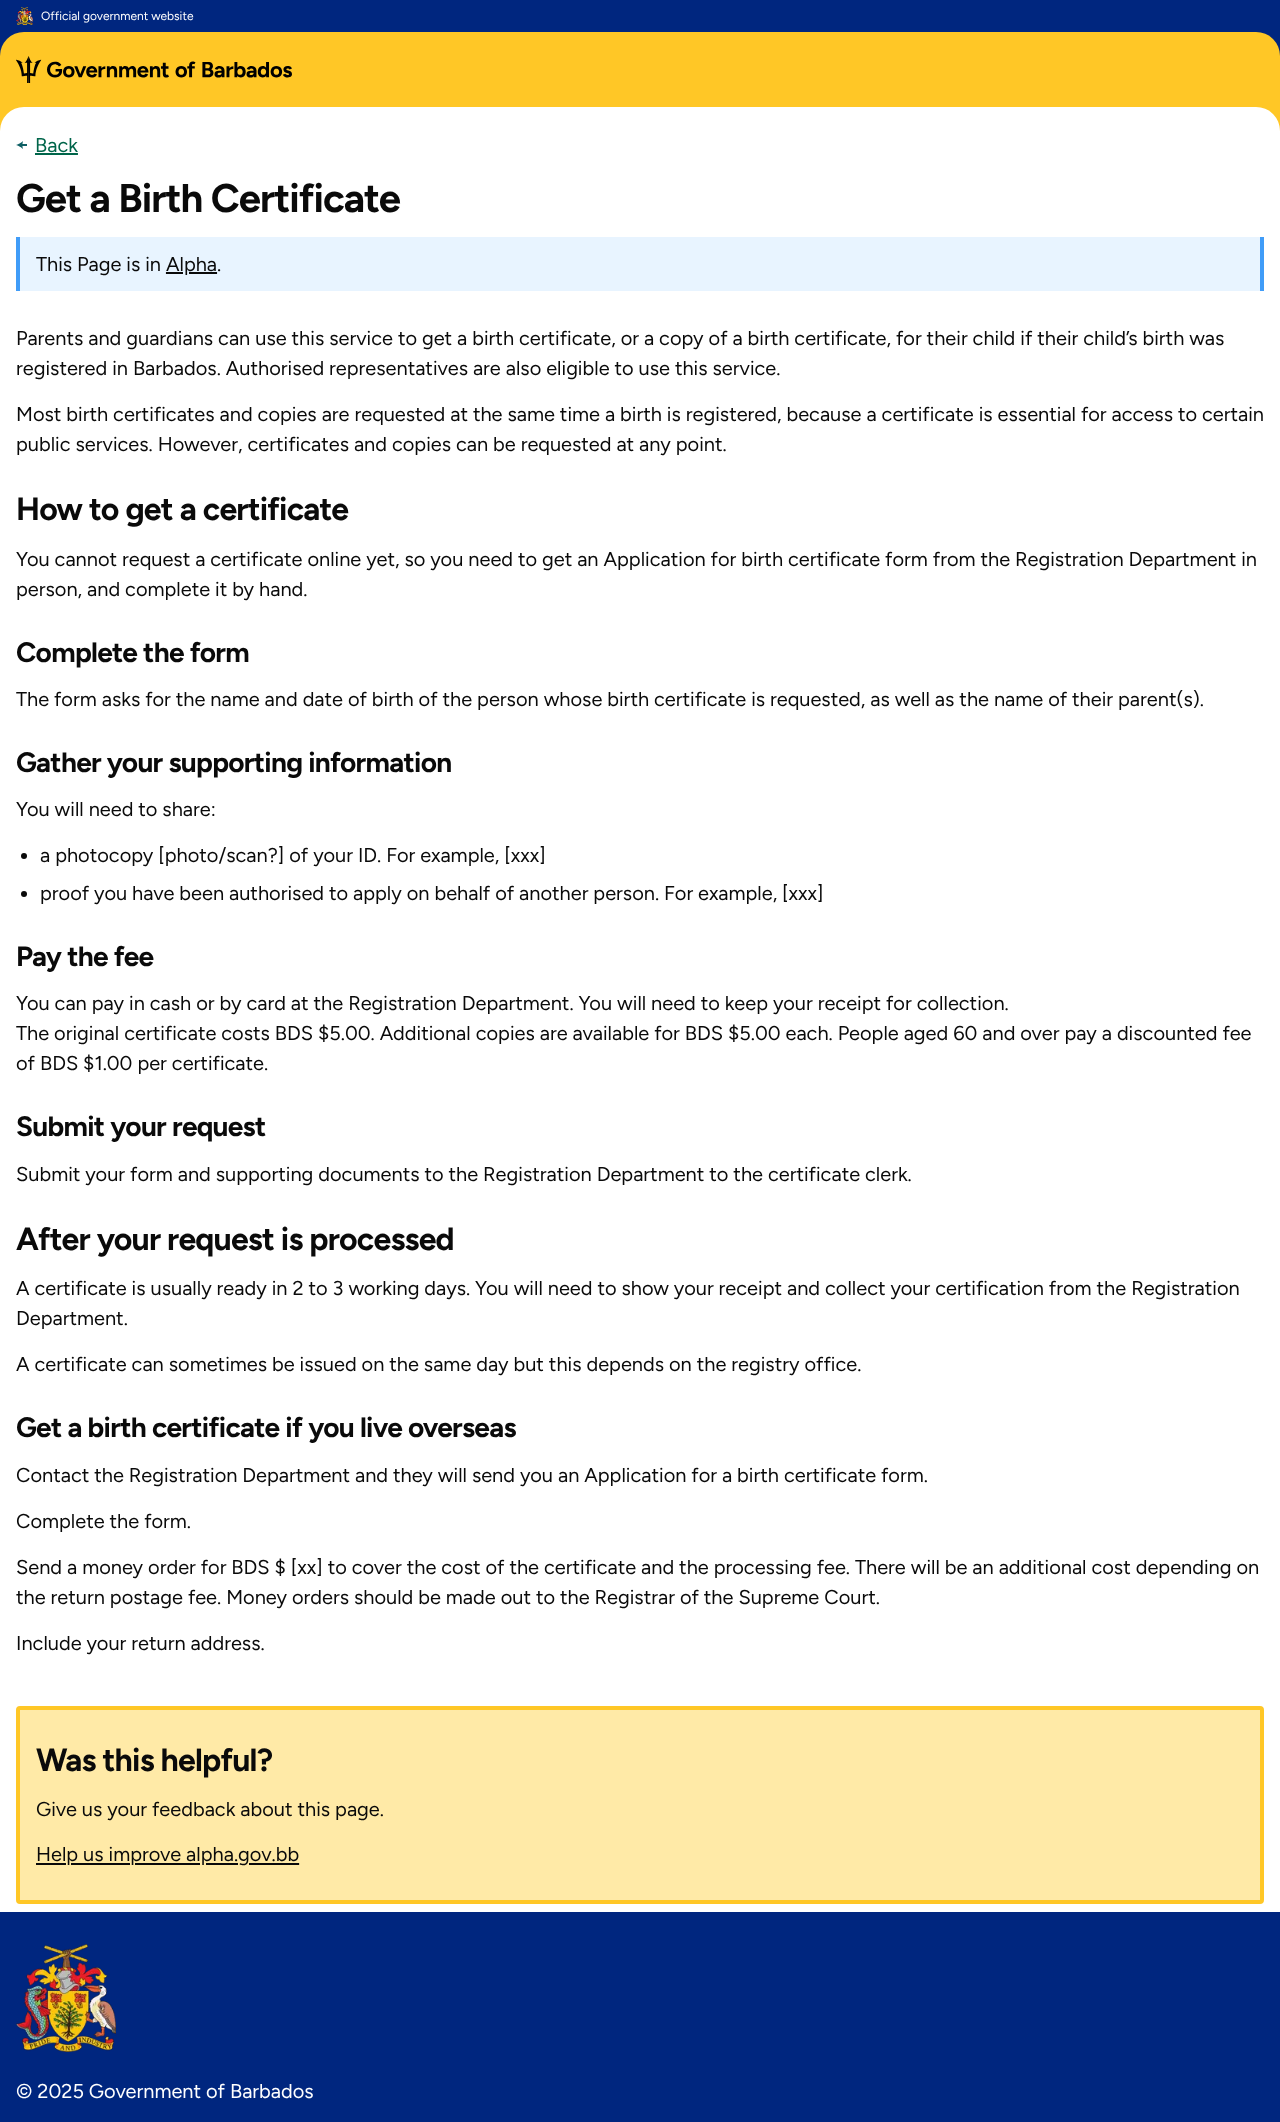 Official government website
Government of Barbados
Back
Get a Birth Certificate
This Page is in Alpha.
Parents and guardians can use this service to get a birth certificate, or a copy of a birth certificate, for their child if their child’s birth was
registered in Barbados. Authorised representatives are also eligible to use this service.
Most birth certificates and copies are requested at the same time a birth is registered, because a certificate is essential for access to certain
public services. However, certificates and copies can be requested at any point.
How to get a certificate
You cannot request a certificate online yet, so you need to get an Application for birth certificate form from the Registration Department in
person, and complete it by hand.
Complete the form
The form asks for the name and date of birth of the person whose birth certificate is requested, as well as the name of their parent(s).
Gather your supporting information
You will need to share:
• a photocopy [photo/scan?] of your ID. For example, [xxx]
• proof you have been authorised to apply on behalf of another person. For example, [xxx]
Pay the fee
You can pay in cash or by card at the Registration Department. You will need to keep your receipt for collection.
The original certificate costs BDS $5.00. Additional copies are available for BDS $5.00 each. People aged 60 and over pay a discounted fee
of BDS $1.00 per certificate.
Submit your request
Submit your form and supporting documents to the Registration Department to the certificate clerk.
After your request is processed
A certificate is usually ready in 2 to 3 working days. You will need to show your receipt and collect your certification from the Registration
Department.
A certificate can sometimes be issued on the same day but this depends on the registry office.
Get a birth certificate if you live overseas
Contact the Registration Department and they will send you an Application for a birth certificate form.
Complete the form.
Send a money order for BDS $ [xx] to cover the cost of the certificate and the processing fee. There will be an additional cost depending on
the return postage fee. Money orders should be made out to the Registrar of the Supreme Court.
Include your return address.
Was this helpful?
Give us your feedback about this page.
Help us improve alpha.gov.bb
PRIDE AND INDUSTRY
© 2025 Government of Barbados